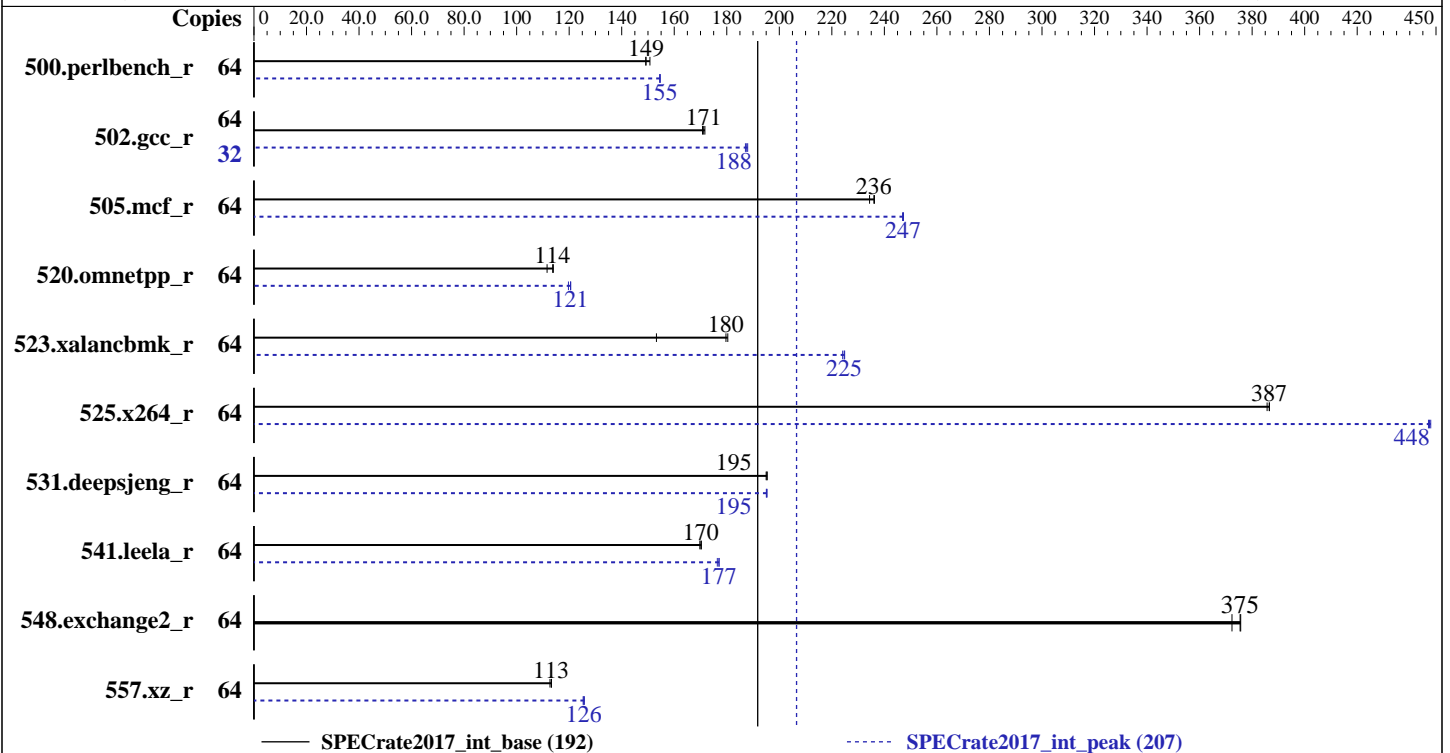 Copies 0 20.0 40.0 60.0 80.0 100 120 140 160 180 200 220 240 260 280 300 320 340 360 380 400 420 450
500.perlbench_r 64 149
155
502.gcc_r 64 171
32 188
505.mcf_r 64 236
247
520.omnetpp_r 64 114
121
523.xalancbmk_r 64 180
225
525.x264_r 64 387
448
531.deepsjeng_r 64 195
195
541.leela_r 64 170
177
548.exchange2_r 64 375
557.xz_r 64 113
126
SPECrate2017_int_base (192) SPECrate2017_int_peak (207)